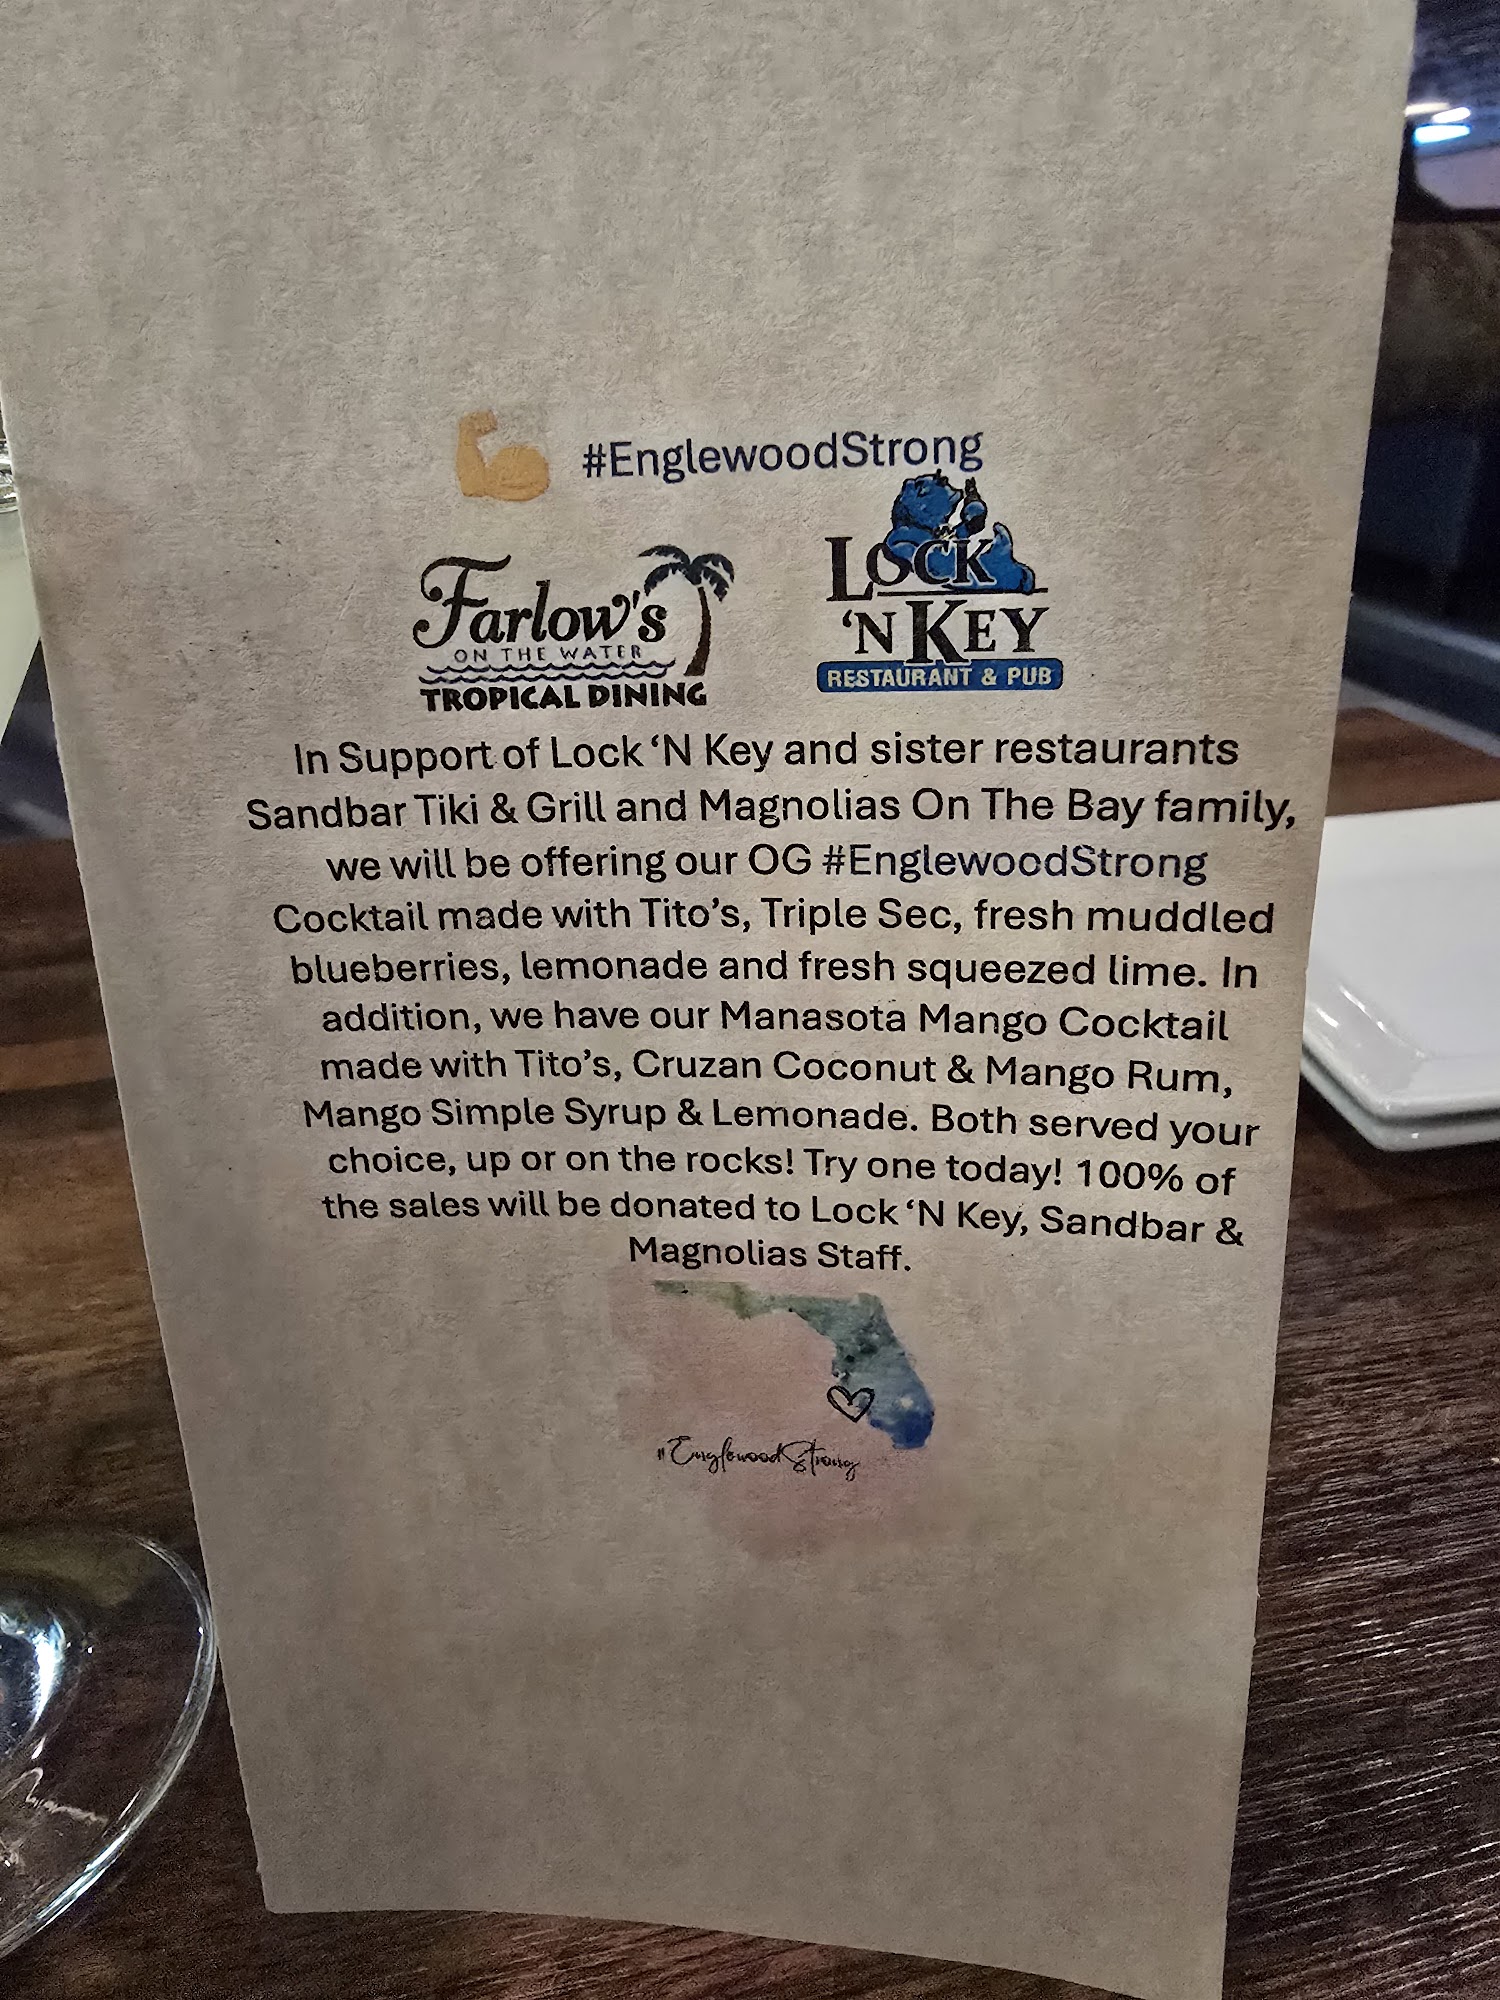 #EnglewoodStrong
Farlow's
ON THE WATER
TROPICAL DINING
LOCK
'N KEY
RESTAURANT & PUB
In Support of Lock ‘N Key and sister restaurants
Sandbar Tiki & Grill and Magnolias On The Bay family,
we will be offering our OG #EnglewoodStrong
Cocktail made with Tito’s, Triple Sec, fresh muddled
blueberries, lemonade and fresh squeezed lime. In
addition, we have our Manasota Mango Cocktail
made with Tito’s, Cruzan Coconut & Mango Rum,
Mango Simple Syrup & Lemonade. Both served your
choice, up or on the rocks! Try one today! 100% of
the sales will be donated to Lock ‘N Key, Sandbar &
Magnolias Staff.
#EnglewoodStrong